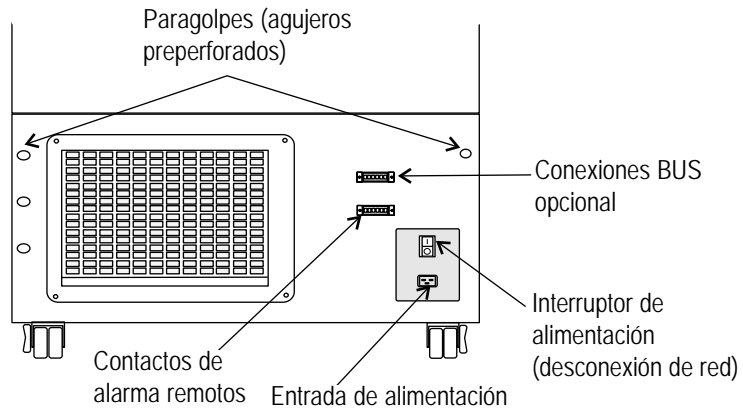 Paragolpes (agujeros
preperforados)
Conexiones BUS
opcional
Interruptor de
alimentación
(desconexión de red)
Contactos de
alarma remotos
Entrada de alimentación